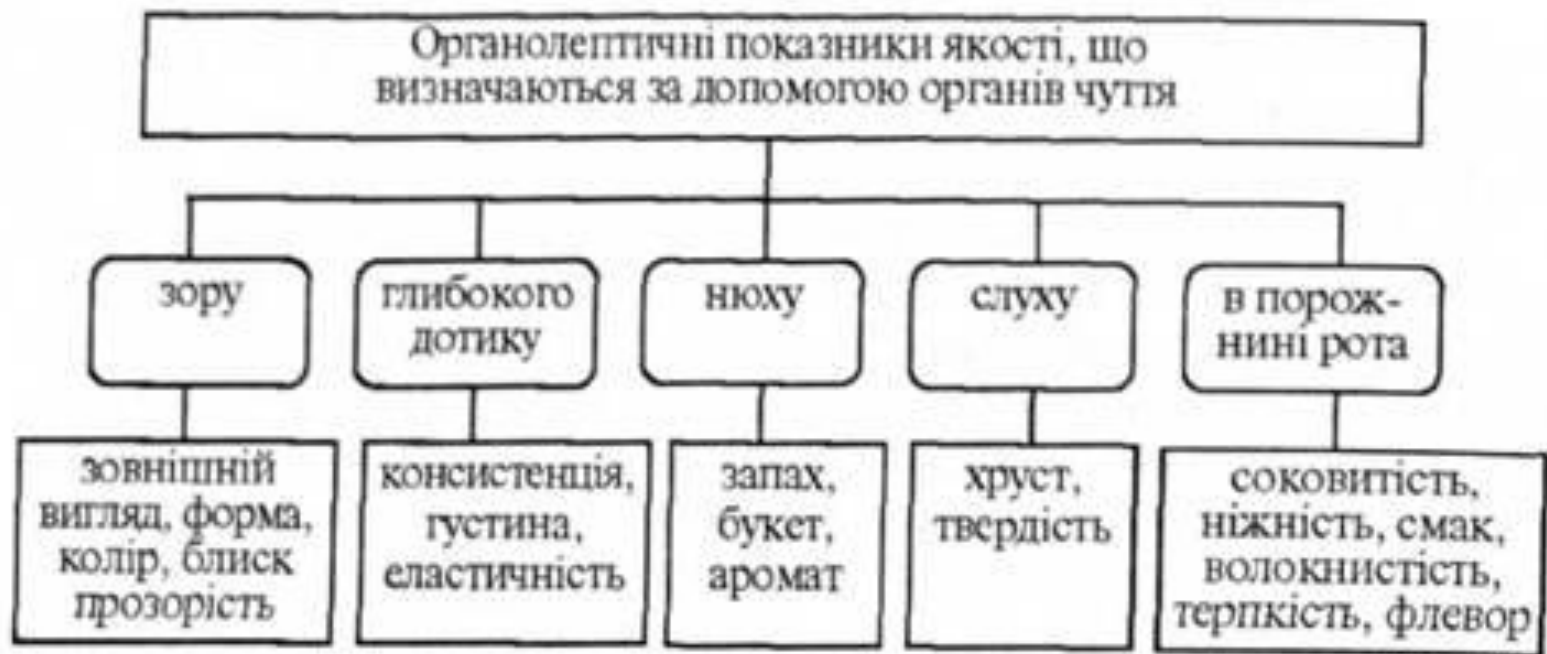 Органолептичні показники якості, що
визначаються за допомогою органів чуття
зору
глибокого
дотику
нюху
слуху
в порож-
нині рота
зовнішній
вигляд, форма,
колір, блиск
прозорість
консистенція,
густина,
еластичність
запах,
букет,
аромат
хруст,
твердість
соковитість,
ніжність, смак,
волокнистість,
терпкість, флевор